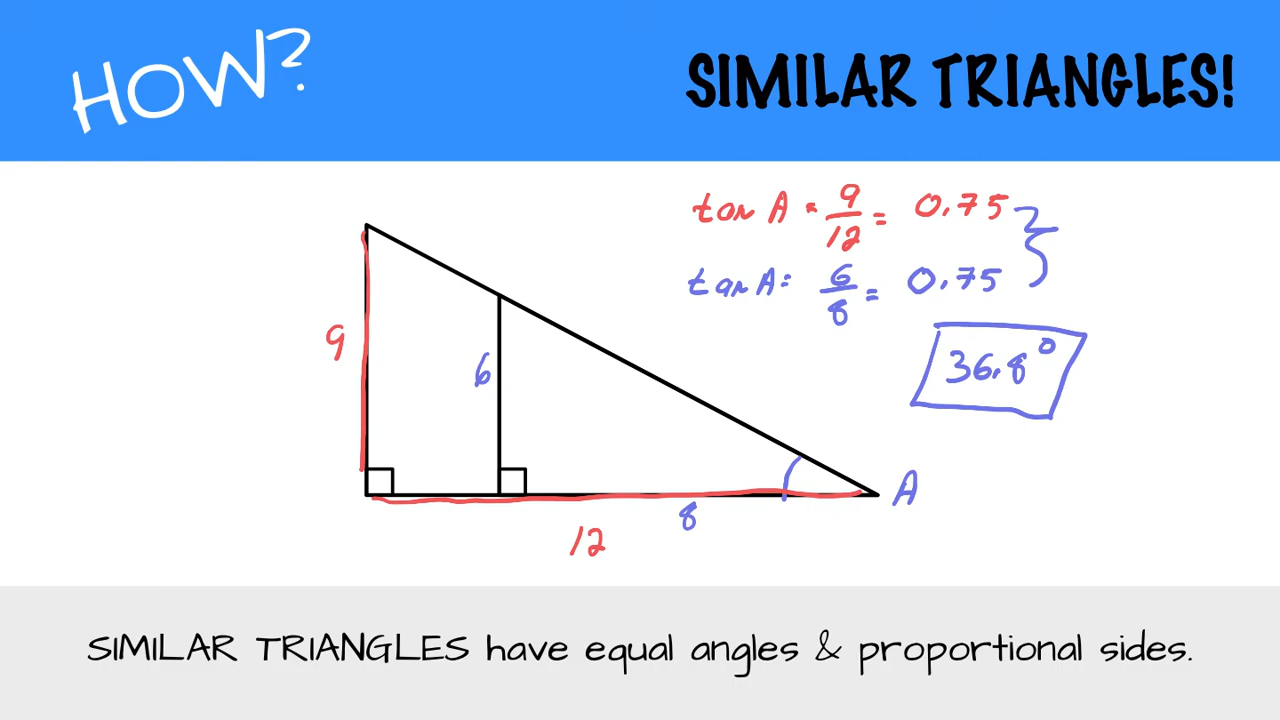 HOW?
SIMILAR TRIANGLES!
tan A = 9/12 = 0.75
tan A = 6/8 = 0.75
36.8°
9
6
A
8
12
SIMILAR TRIANGLES have equal angles & proportional sides.